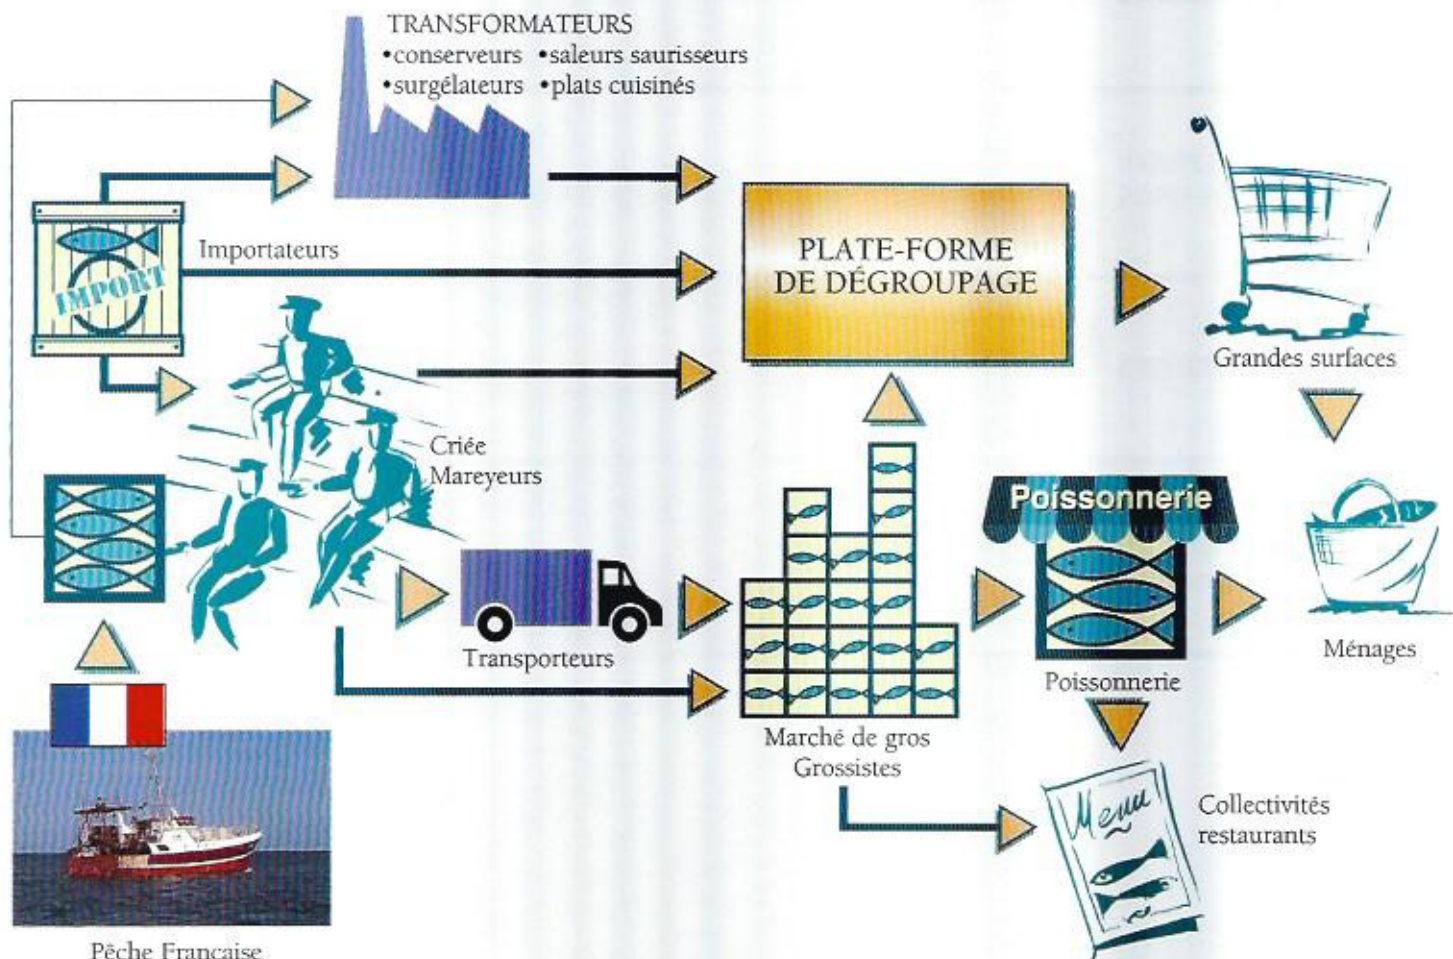 TRANSFORMATEURS
•conserveurs •saleurs saurisseurs
•surgélateurs •plats cuisinés
Importateurs
IMPORT
PLATE-FORME
DE DÉGROUPAGE
Grandes surfaces
Criée
Mareyeurs
Poissonnerie
Transporteurs
Ménages
Poissonnerie
Marché de gros
Grossistes
Menu
Collectivités
restaurants
Pêche Française